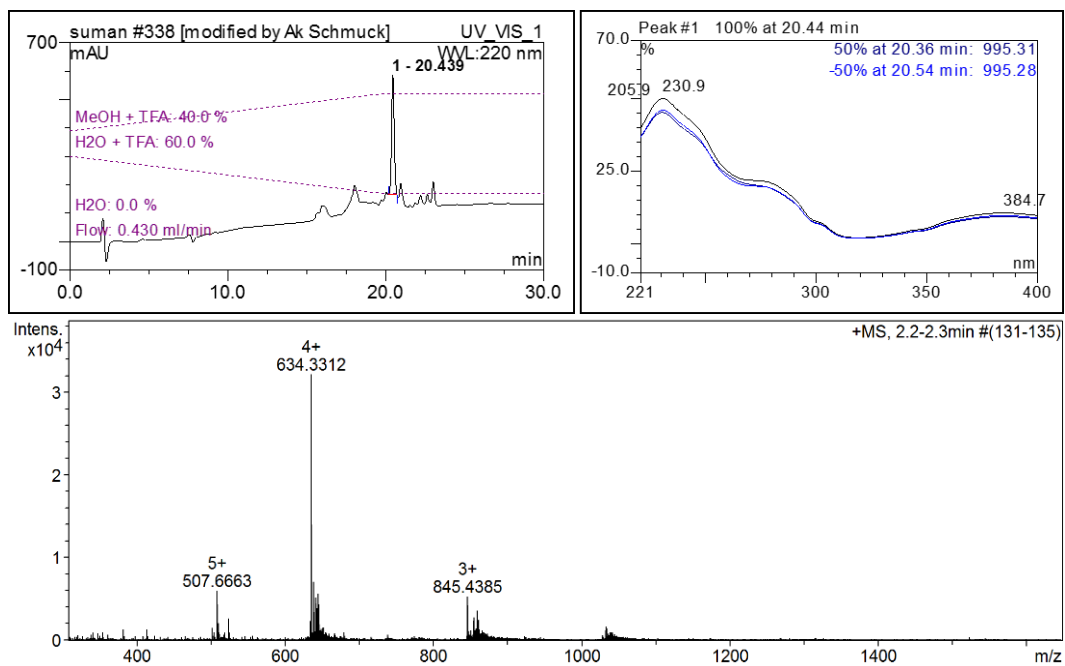 suman #338 [modified by Ak Schmuck] UV_VIS_1
700
mAU WVL:220 nm
1 - 20.439
MeOH + TFA: 40.0 %
H2O + TFA: 60.0 %
H2O: 0.0 %
Flow: 0.430 ml/min
min
-100
0.0 10.0 20.0 30.0
Peak #1 100% at 20.44 min
70.0
% 50% at 20.36 min: 995.31
-50% at 20.54 min: 995.28
205.9 230.9
25.0
384.7
-10.0 nm
221 300 350 400
Intens. +MS, 2.2-2.3min #(131-135)
x10⁴
4+
634.3312
3
2
1
5+
507.6663
3+
845.4385
0
400 600 800 1000 1200 1400 m/z